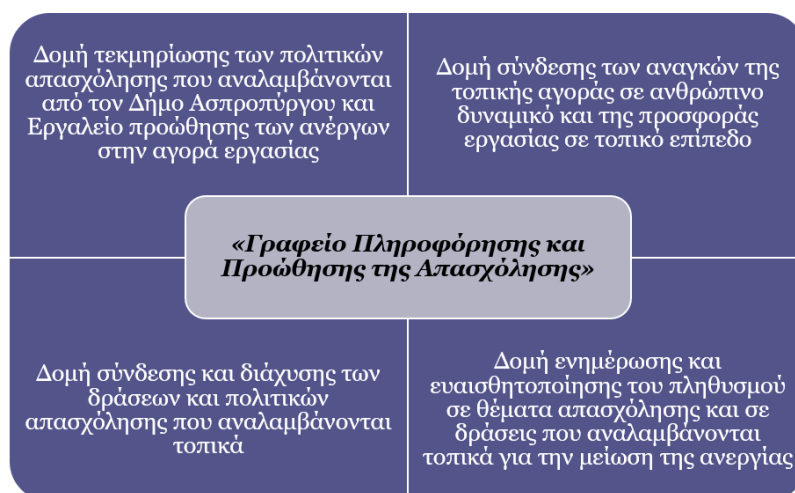 Δομή τεκμηρίωσης των πολιτικών
απασχόλησης που αναλαμβάνονται
από τον Δήμο Ασπροπύργου και
Εργαλείο προώθησης των ανέργων
στην αγορά εργασίας
Δομή σύνδεσης των αναγκών της
τοπικής αγοράς σε ανθρώπινο
δυναμικό και της προσφοράς
εργασίας σε τοπικό επίπεδο
«Γραφείο Πληροφόρησης και
Προώθησης της Απασχόλησης»
Δομή σύνδεσης και διάχυσης των
δράσεων και πολιτικών
απασχόλησης που αναλαμβάνονται
τοπικά
Δομή ενημέρωσης και
ευαισθητοποίησης του πληθυσμού
σε θέματα απασχόλησης και σε
δράσεις που αναλαμβάνονται
τοπικά για την μείωση της ανεργίας